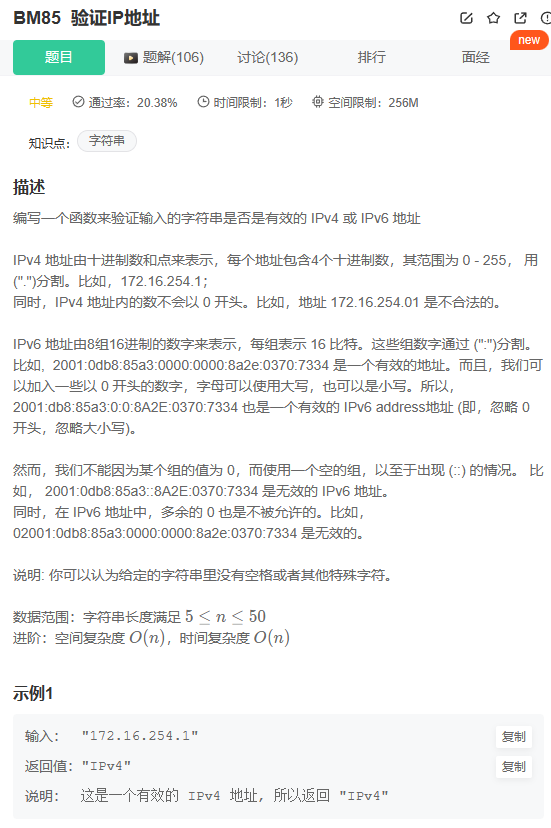 BM85 验证IP地址
new
题目 题解(106) 讨论(136) 排行 面经
中等 通过率：20.38% 时间限制：1秒 空间限制：256M
知识点： 字符串
描述
编写一个函数来验证输入的字符串是否是有效的 IPv4 或 IPv6 地址
IPv4 地址由十进制数和点来表示，每个地址包含4个十进制数，其范围为 0 - 255， 用
(".")分割。比如，172.16.254.1；
同时，IPv4 地址内的数不会以 0 开头。比如，地址 172.16.254.01 是不合法的。
IPv6 地址由8组16进制的数字来表示，每组表示 16 比特。这些组数字通过 (":")分割。
比如, 2001:0db8:85a3:0000:0000:8a2e:0370:7334 是一个有效的地址。而且，我们可
以加入一些以 0 开头的数字，字母可以使用大写，也可以是小写。所以，
2001:db8:85a3:0:0:8A2E:0370:7334 也是一个有效的 IPv6 address地址 (即，忽略 0
开头，忽略大小写)。
然而，我们不能因为某个组的值为 0，而使用一个空的组，以至于出现 (::) 的情况。 比
如， 2001:0db8:85a3::8A2E:0370:7334 是无效的 IPv6 地址。
同时，在 IPv6 地址中，多余的 0 也是不被允许的。比如，
02001:0db8:85a3:0000:0000:8a2e:0370:7334 是无效的。
说明: 你可以认为给定的字符串里没有空格或者其他特殊字符。
数据范围：字符串长度满足 5 ≤ n ≤ 50
进阶：空间复杂度 O(n)，时间复杂度 O(n)
示例1
输入： "172.16.254.1" 复制
返回值： "IPv4" 复制
说明： 这是一个有效的 IPv4 地址, 所以返回 "IPv4"